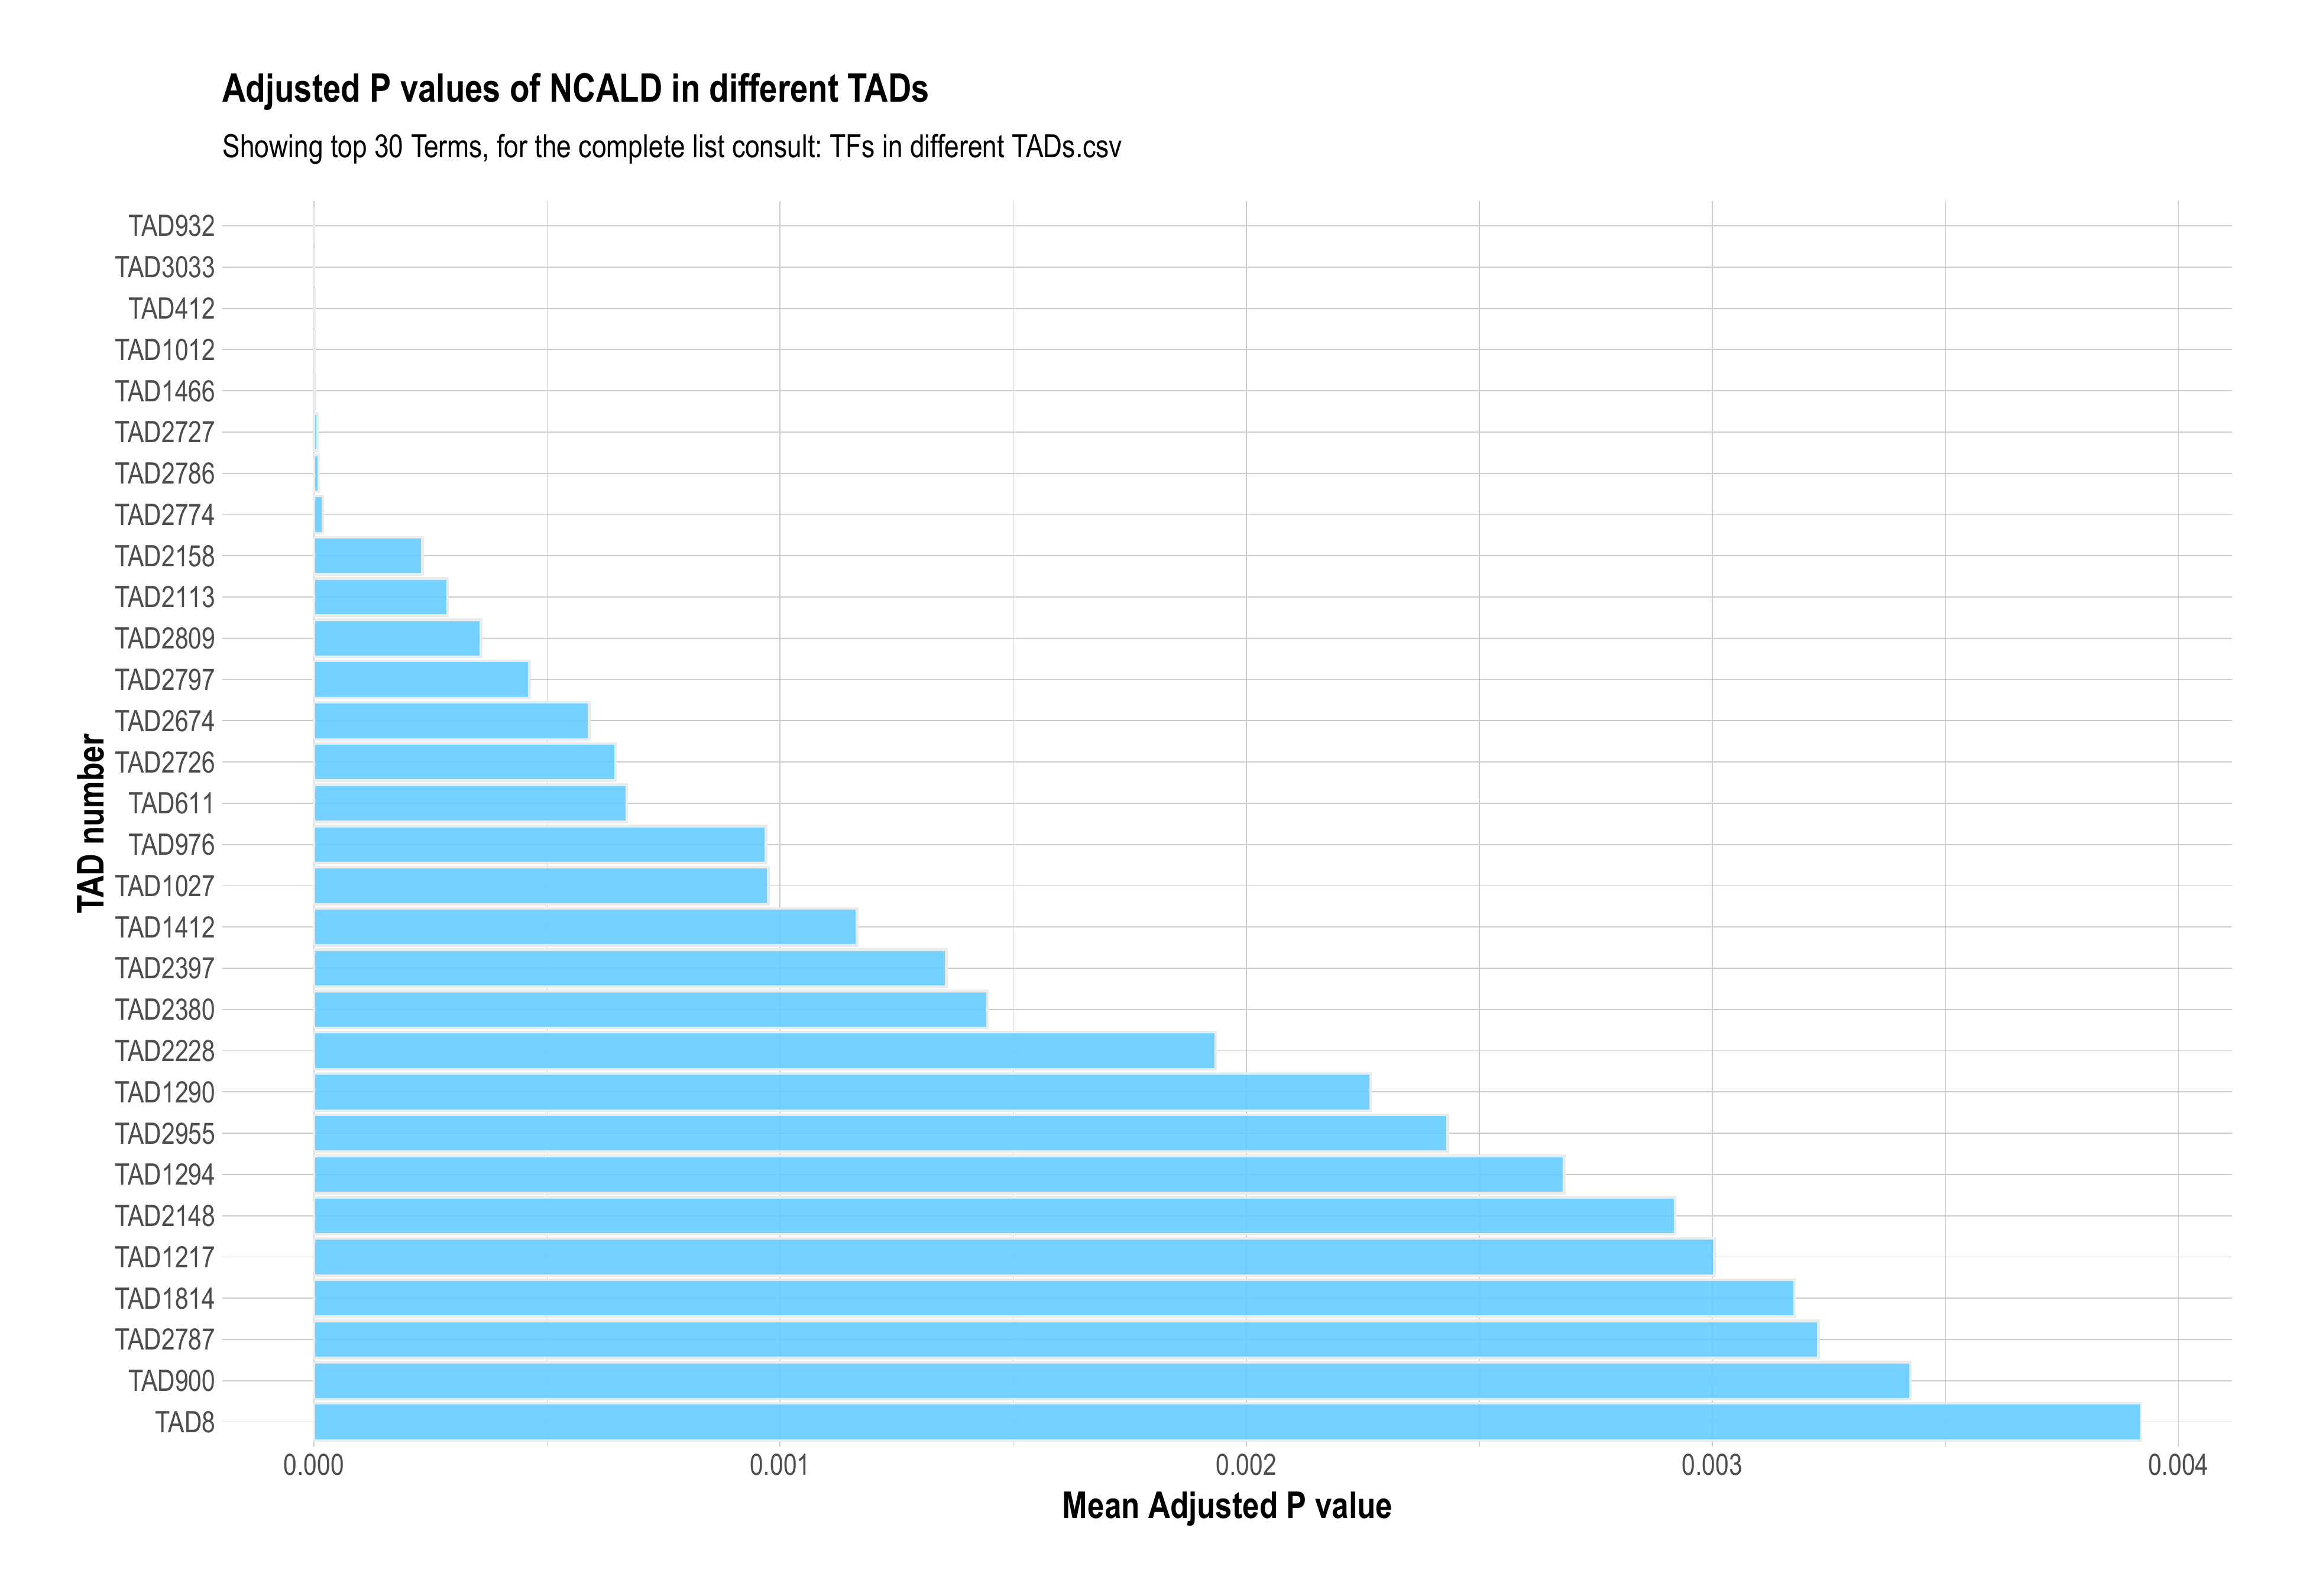 Adjusted P values of NCALD in different TADs
Showing top 30 Terms, for the complete list consult: TFs in different TADs.csv
TAD number
TAD932
TAD3033
TAD412
TAD1012
TAD1466
TAD2727
TAD2786
TAD2774
TAD2158
TAD2113
TAD2809
TAD2797
TAD2674
TAD2726
TAD611
TAD976
TAD1027
TAD1412
TAD2397
TAD2380
TAD2228
TAD1290
TAD2955
TAD1294
TAD2148
TAD1217
TAD1814
TAD2787
TAD900
TAD8
0.000 0.001 0.002 0.003 0.004
Mean Adjusted P value